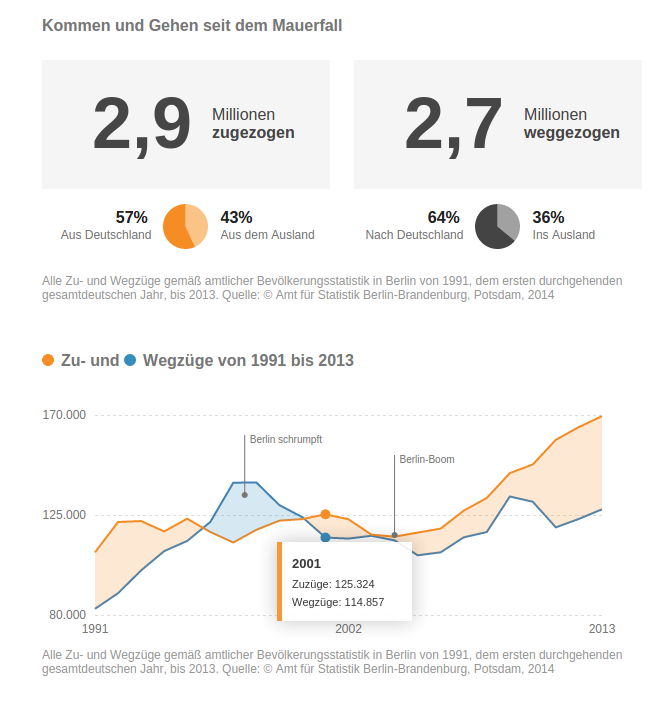 Kommen und Gehen seit dem Mauerfall
2,9 Millionen zugezogen
2,7 Millionen weggezogen
57% Aus Deutschland
43% Aus dem Ausland
64% Nach Deutschland
36% Ins Ausland
Alle Zu- und Wegzüge gemäß amtlicher Bevölkerungsstatistik in Berlin von 1991, dem ersten durchgehenden
gesamtdeutschen Jahr, bis 2013. Quelle: © Amt für Statistik Berlin-Brandenburg, Potsdam, 2014
Zu- und Wegzüge von 1991 bis 2013
170.000
Berlin schrumpft
Berlin-Boom
125.000
2001
Zuzüge: 125.324
Wegzüge: 114.857
80.000
1991 2002 2013
Alle Zu- und Wegzüge gemäß amtlicher Bevölkerungsstatistik in Berlin von 1991, dem ersten durchgehenden
gesamtdeutschen Jahr, bis 2013. Quelle: © Amt für Statistik Berlin-Brandenburg, Potsdam, 2014